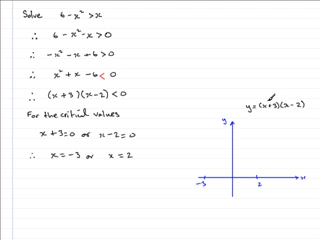 Solve 6 - x² > x
∴ 6 - x² - x > 0
∴ -x² - x + 6 > 0
∴ x² + x - 6 < 0
∴ (x + 3)(x - 2) < 0
For the critical values
x + 3 = 0 or x - 2 = 0
∴ x = -3 or x = 2
y = (x + 3)(x - 2)
y
-3 2 x